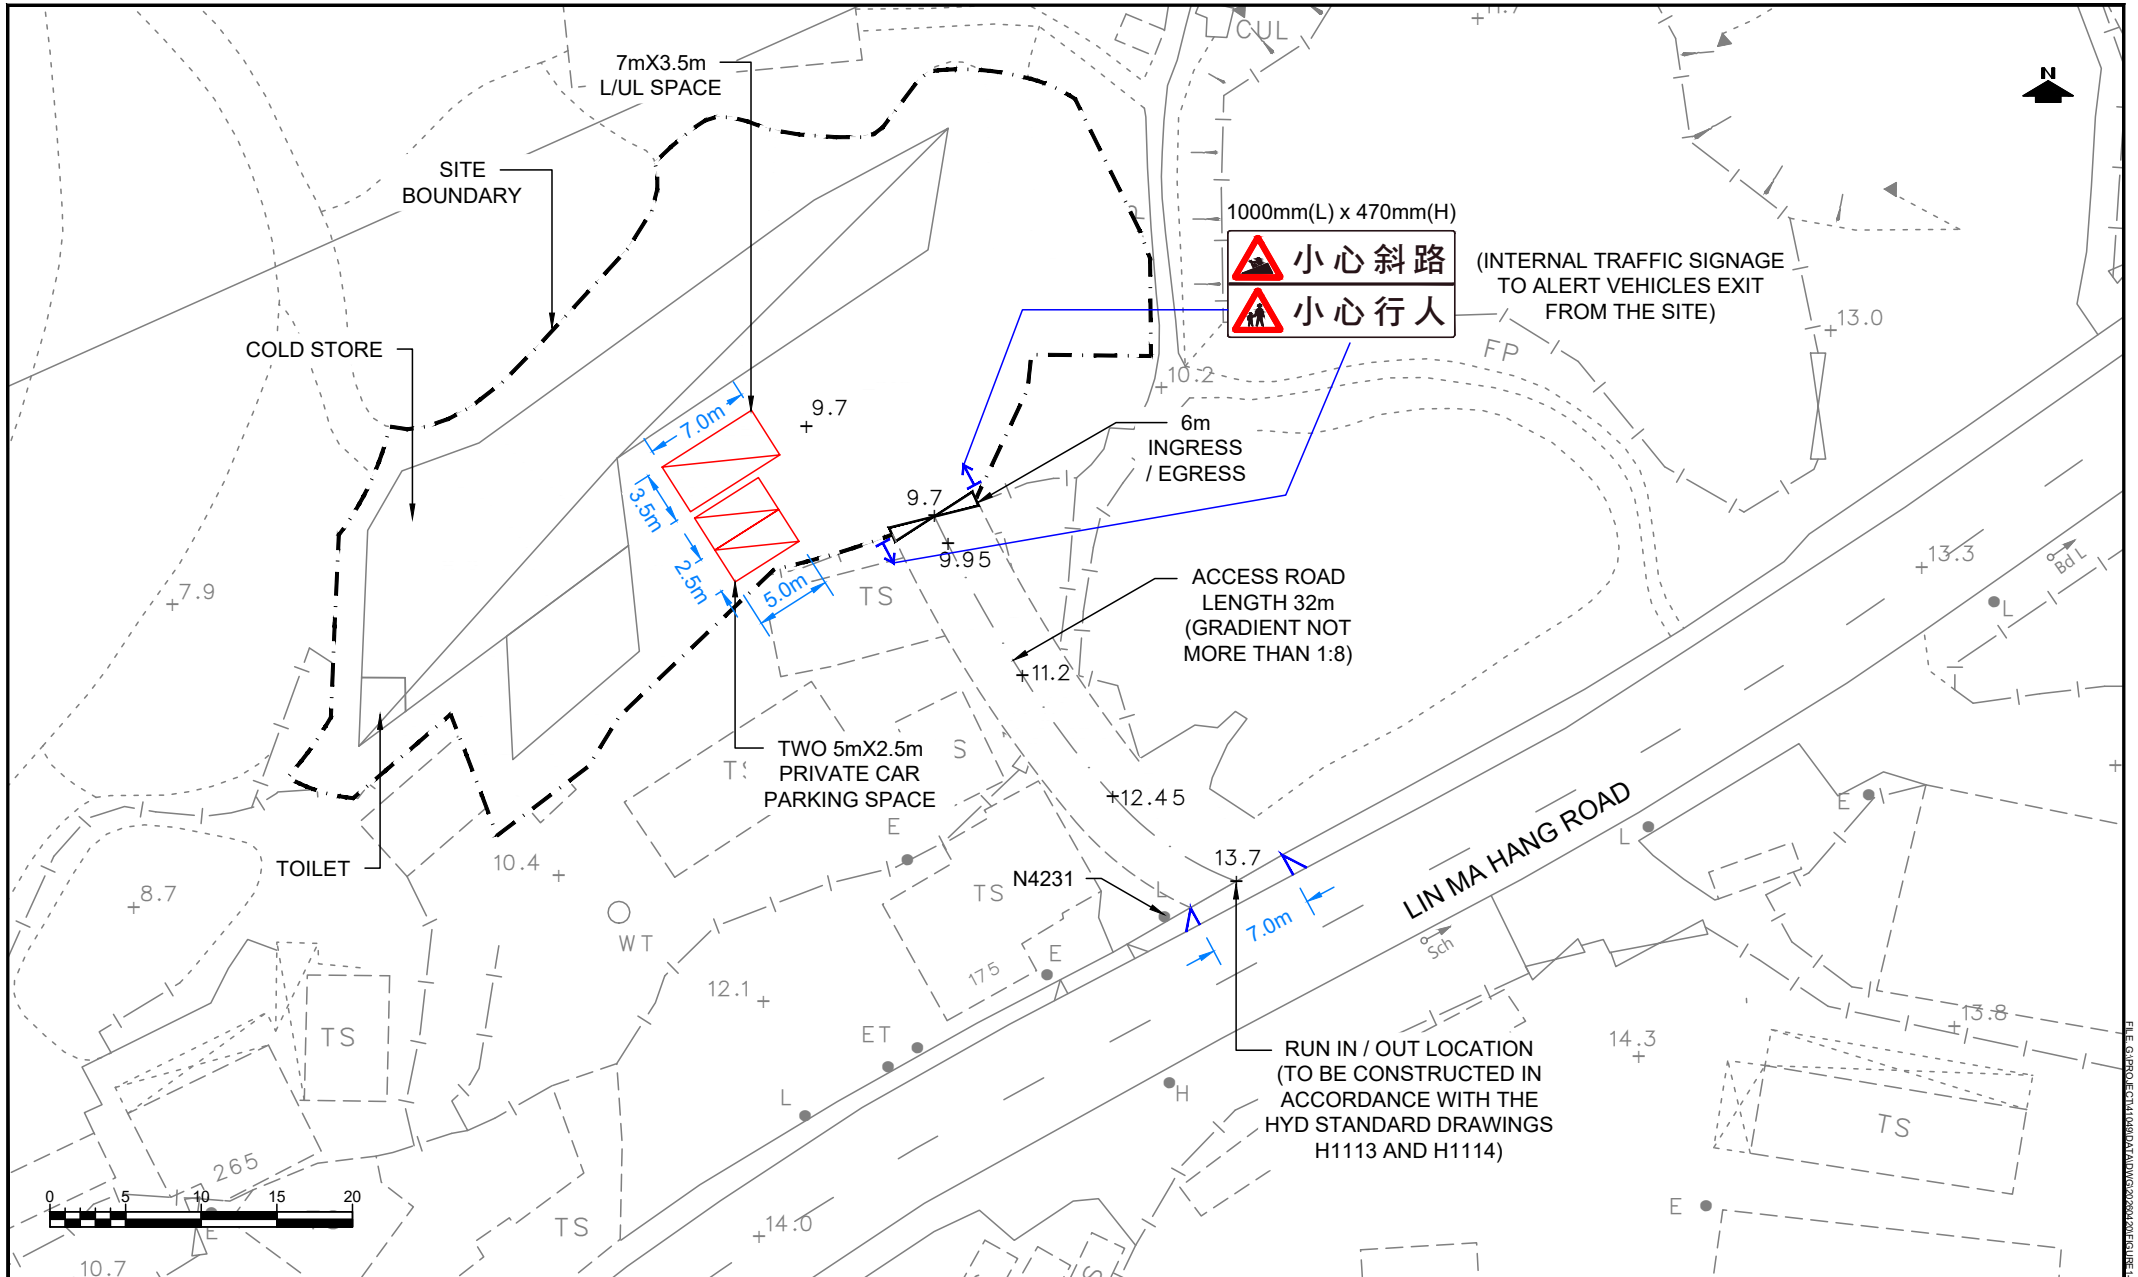 CUL
11.7
N
7mX3.5m
L/UL SPACE
SITE
BOUNDARY
1000mm(L) x 470mm(H)
小心斜路
小心行人
(INTERNAL TRAFFIC SIGNAGE
TO ALERT VEHICLES EXIT
FROM THE SITE)
13.0
FP
COLD STORE
10.2
7.0m
9.7
6m
INGRESS
/ EGRESS
3.5m
9.7
9.95
2.5m
5.0m
TS
7.9
13.3
Bd L
L
ACCESS ROAD
LENGTH 32m
(GRADIENT NOT
MORE THAN 1:8)
11.2
TWO 5mX2.5m
PRIVATE CAR
PARKING SPACE
S
12.45
LIN MA HANG ROAD
E
L
E
TOILET
10.4
13.7
8.7
N4231
L
TS
WT
7.0m
Sch
E
175
12.1
ET
TS
13.8
14.3
RUN IN / OUT LOCATION
(TO BE CONSTRUCTED IN
ACCORDANCE WITH THE
HYD STANDARD DRAWINGS
H1113 AND H1114)
H
L
TS
265
0 5 10 15 20
E
TS
14.0
E
10.7